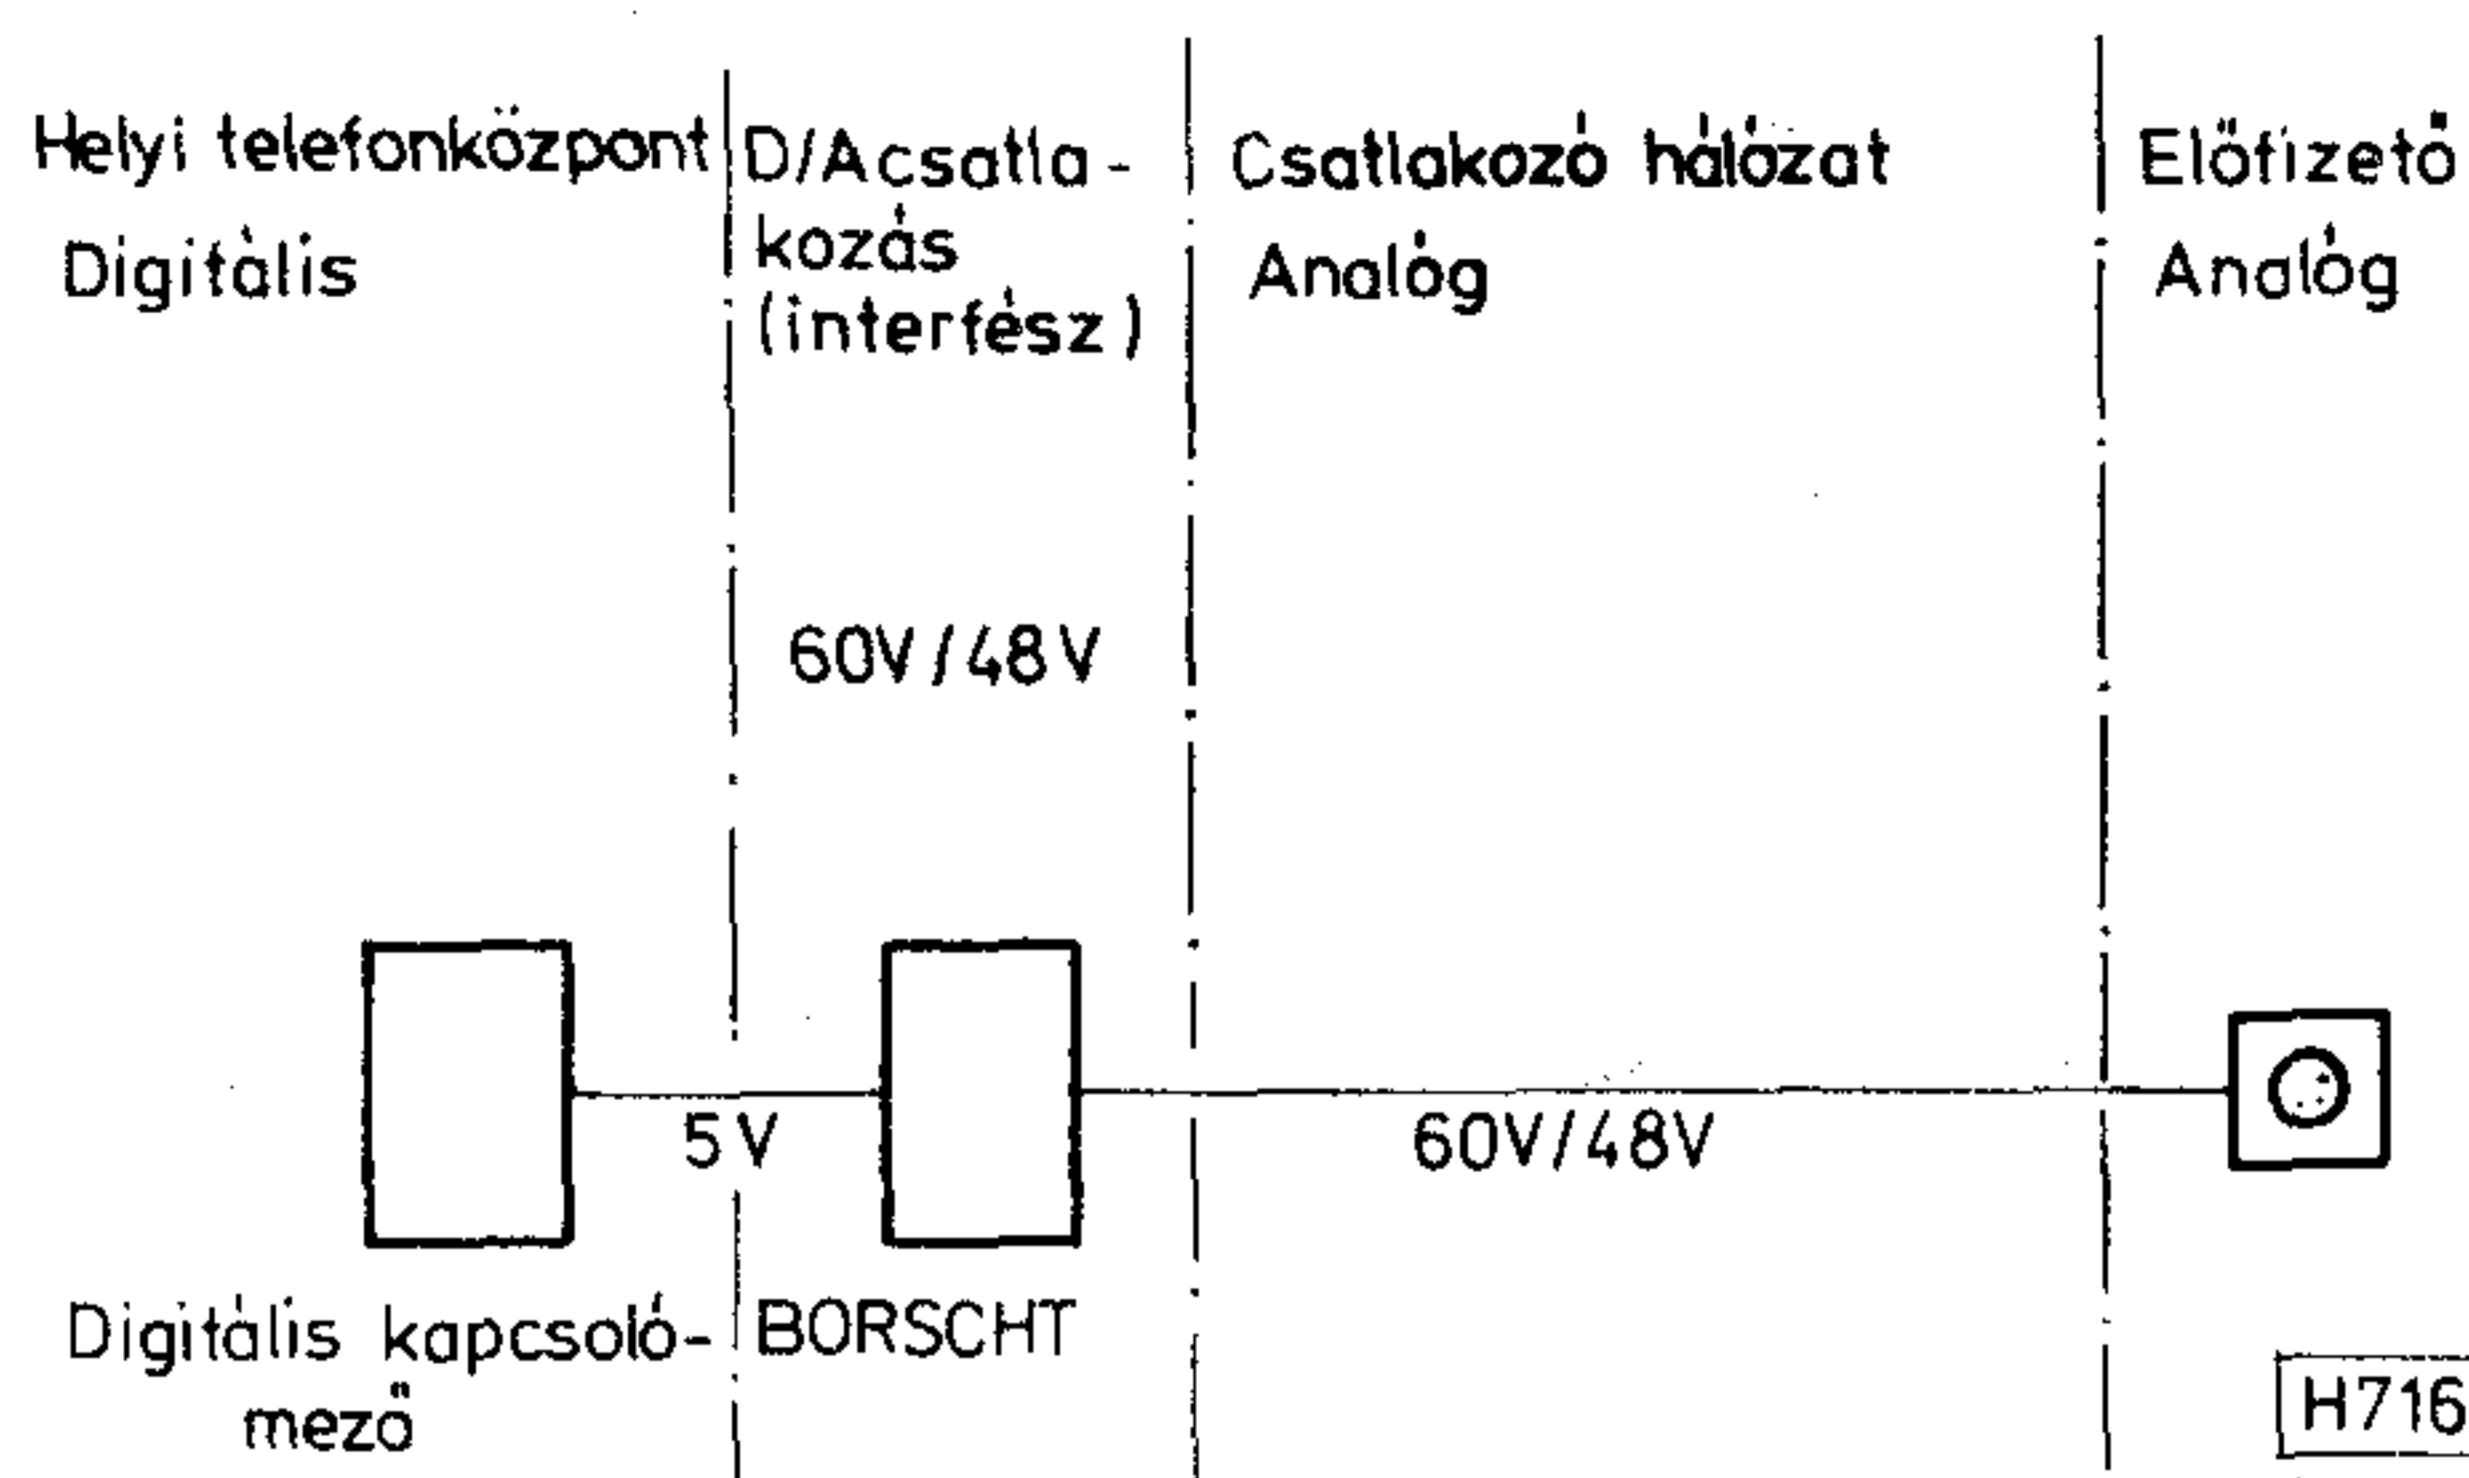 Helyi telefonközpont
Digitális
D/Acsatla-
kozás
(interfész)
Csatlakozó hálózat
Analóg
Előfizető
Analóg
60V/48V
5V
60V/48V
Digitális kapcsoló-
mező
BORSCHT
H716